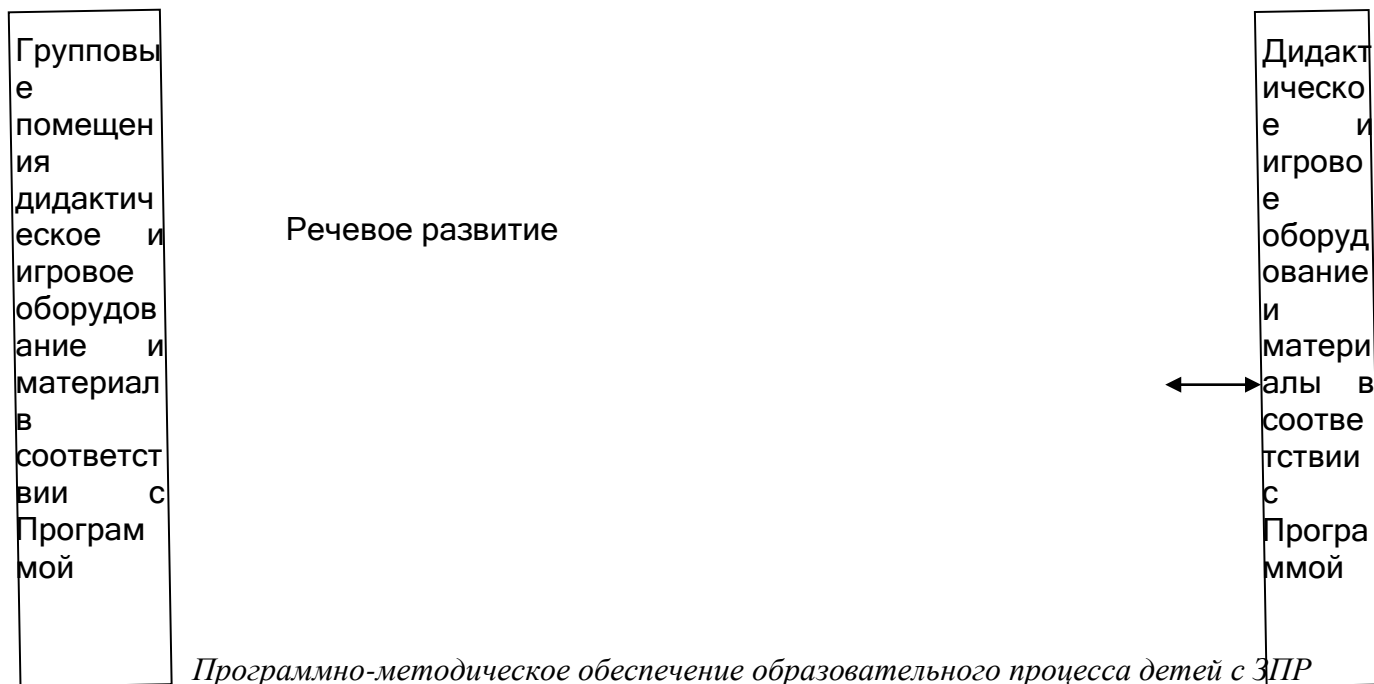 Групповы
е
помещен
ия
дидактич
еское и
игровое
оборудов
ание и
материал
в
соответст
вии с
Програм
мой
Речевое развитие
Дидакт
ическо
е и
игрово
е
оборуд
ование
и
матери
алы в
соотве
тствии
с
Програ
ммой
Программно-методическое обеспечение образовательного процесса детей с ЗПР